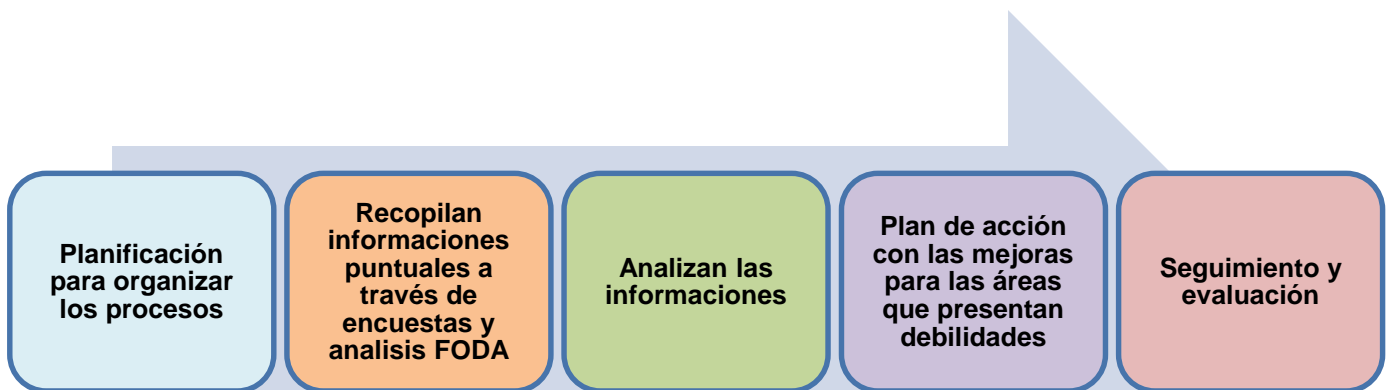 Planificación
para organizar
los procesos
Recopilan
informaciones
puntuales a
través de
encuestas y
analisis FODA
Analizan las
informaciones
Plan de acción
con las mejoras
para las áreas
que presentan
debilidades
Seguimiento y
evaluación